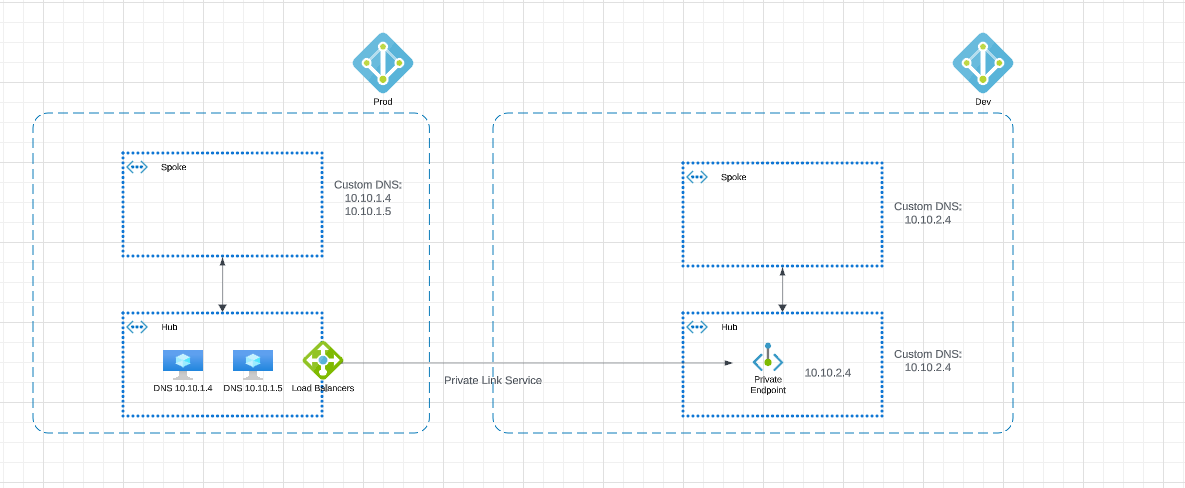 Prod
Dev
Spoke
Custom DNS:
10.10.1.4
10.10.1.5
Spoke
Custom DNS:
10.10.2.4
Hub
DNS 10.10.1.4
DNS 10.10.1.5
Load Balancers
Private Link Service
Hub
Private
Endpoint
10.10.2.4
Custom DNS:
10.10.2.4